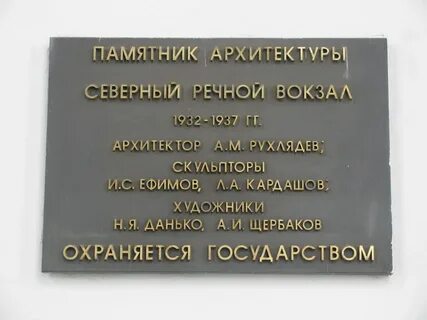 ПАМЯТНИК АРХИТЕКТУРЫ
СЕВЕРНЫЙ РЕЧНОЙ ВОКЗАЛ
1932-1937 ГГ.
АРХИТЕКТОР А.М. РУХЛЯДЕВ;
СКУЛЬПТОРЫ
И.С. ЕФИМОВ, Л.А. КАРДАШОВ;
ХУДОЖНИКИ
Н.Я. ДАНЬКО, А.И. ЩЕРБАКОВ
ОХРАНЯЕТСЯ ГОСУДАРСТВОМ